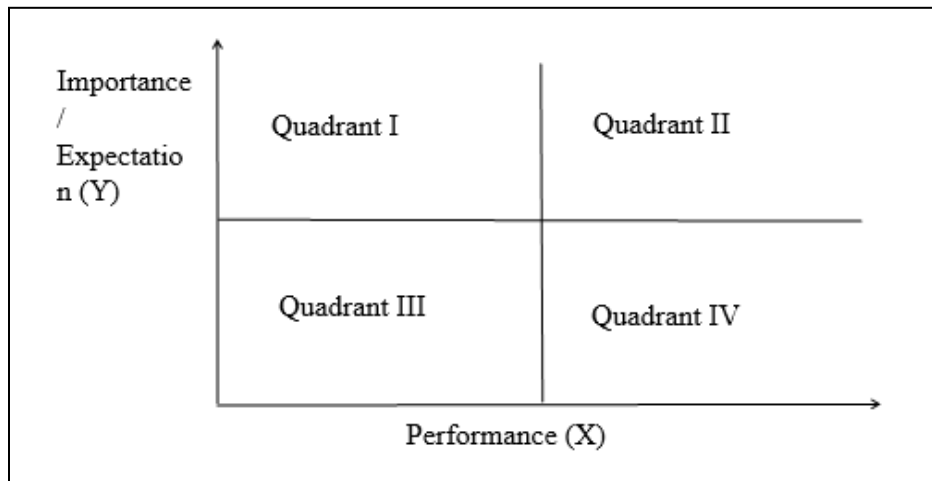 Importance
/
Expectatio
n (Y)
Quadrant I
Quadrant II
Quadrant III
Quadrant IV
Performance (X)